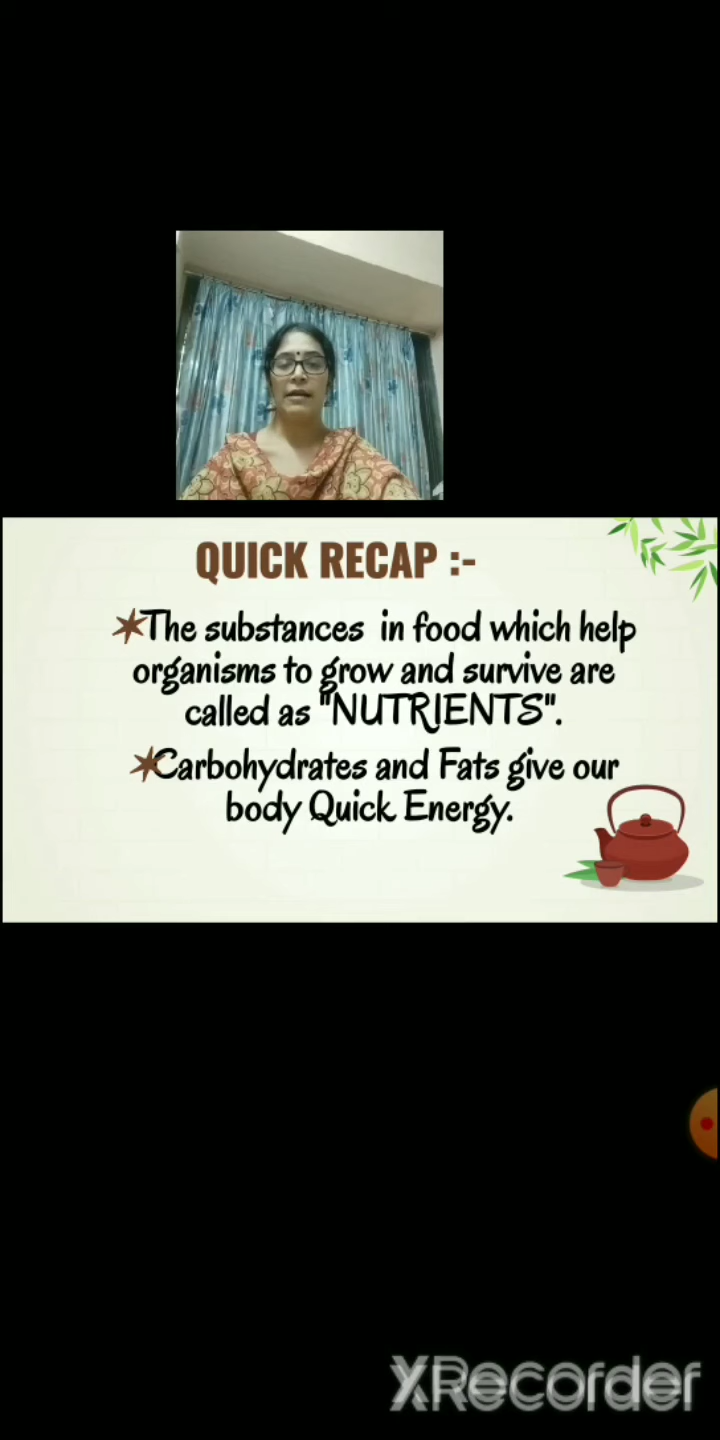 QUICK RECAP :-
✶The substances in food which help
organisms to grow and survive are
called as "NUTRIENTS".
✶Carbohydrates and Fats give our
body Quick Energy.
XRecorder